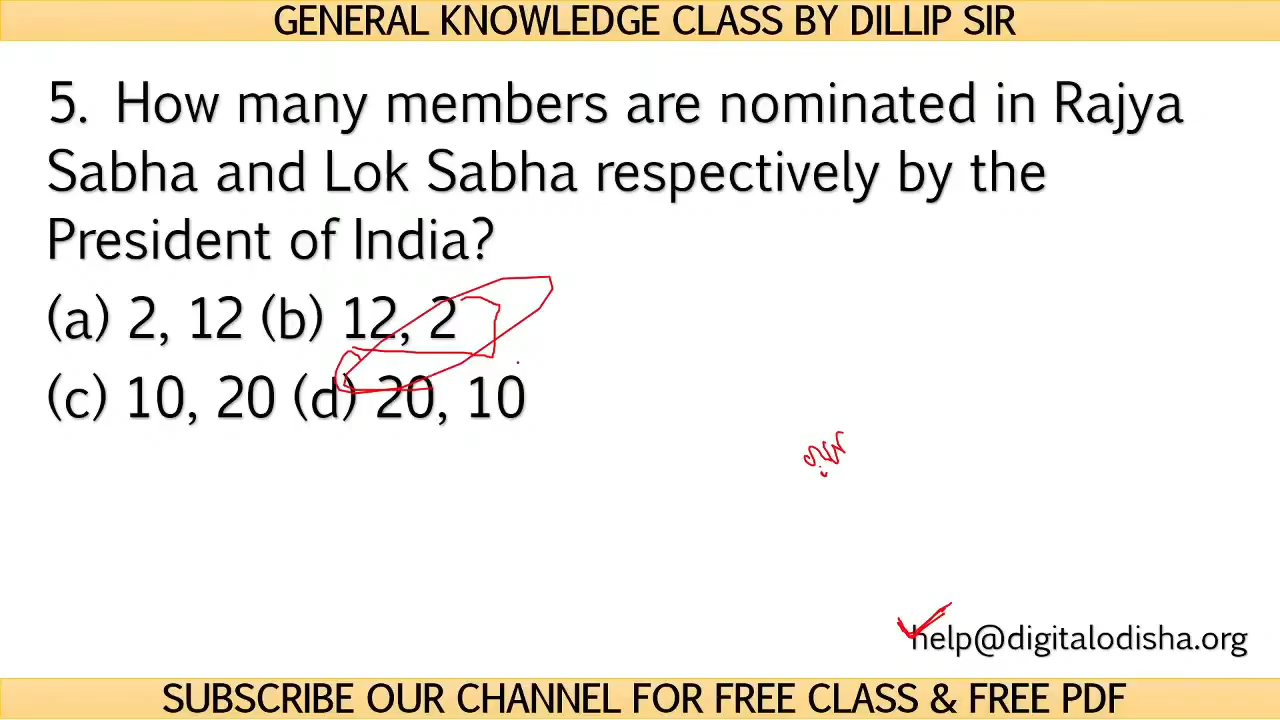 GENERAL KNOWLEDGE CLASS BY DILLIP SIR
5. How many members are nominated in Rajya
Sabha and Lok Sabha respectively by the
President of India?
(a) 2, 12 (b) 12, 2
(c) 10, 20 (d) 20, 10
help@digitalodisha.org
SUBSCRIBE OUR CHANNEL FOR FREE CLASS & FREE PDF